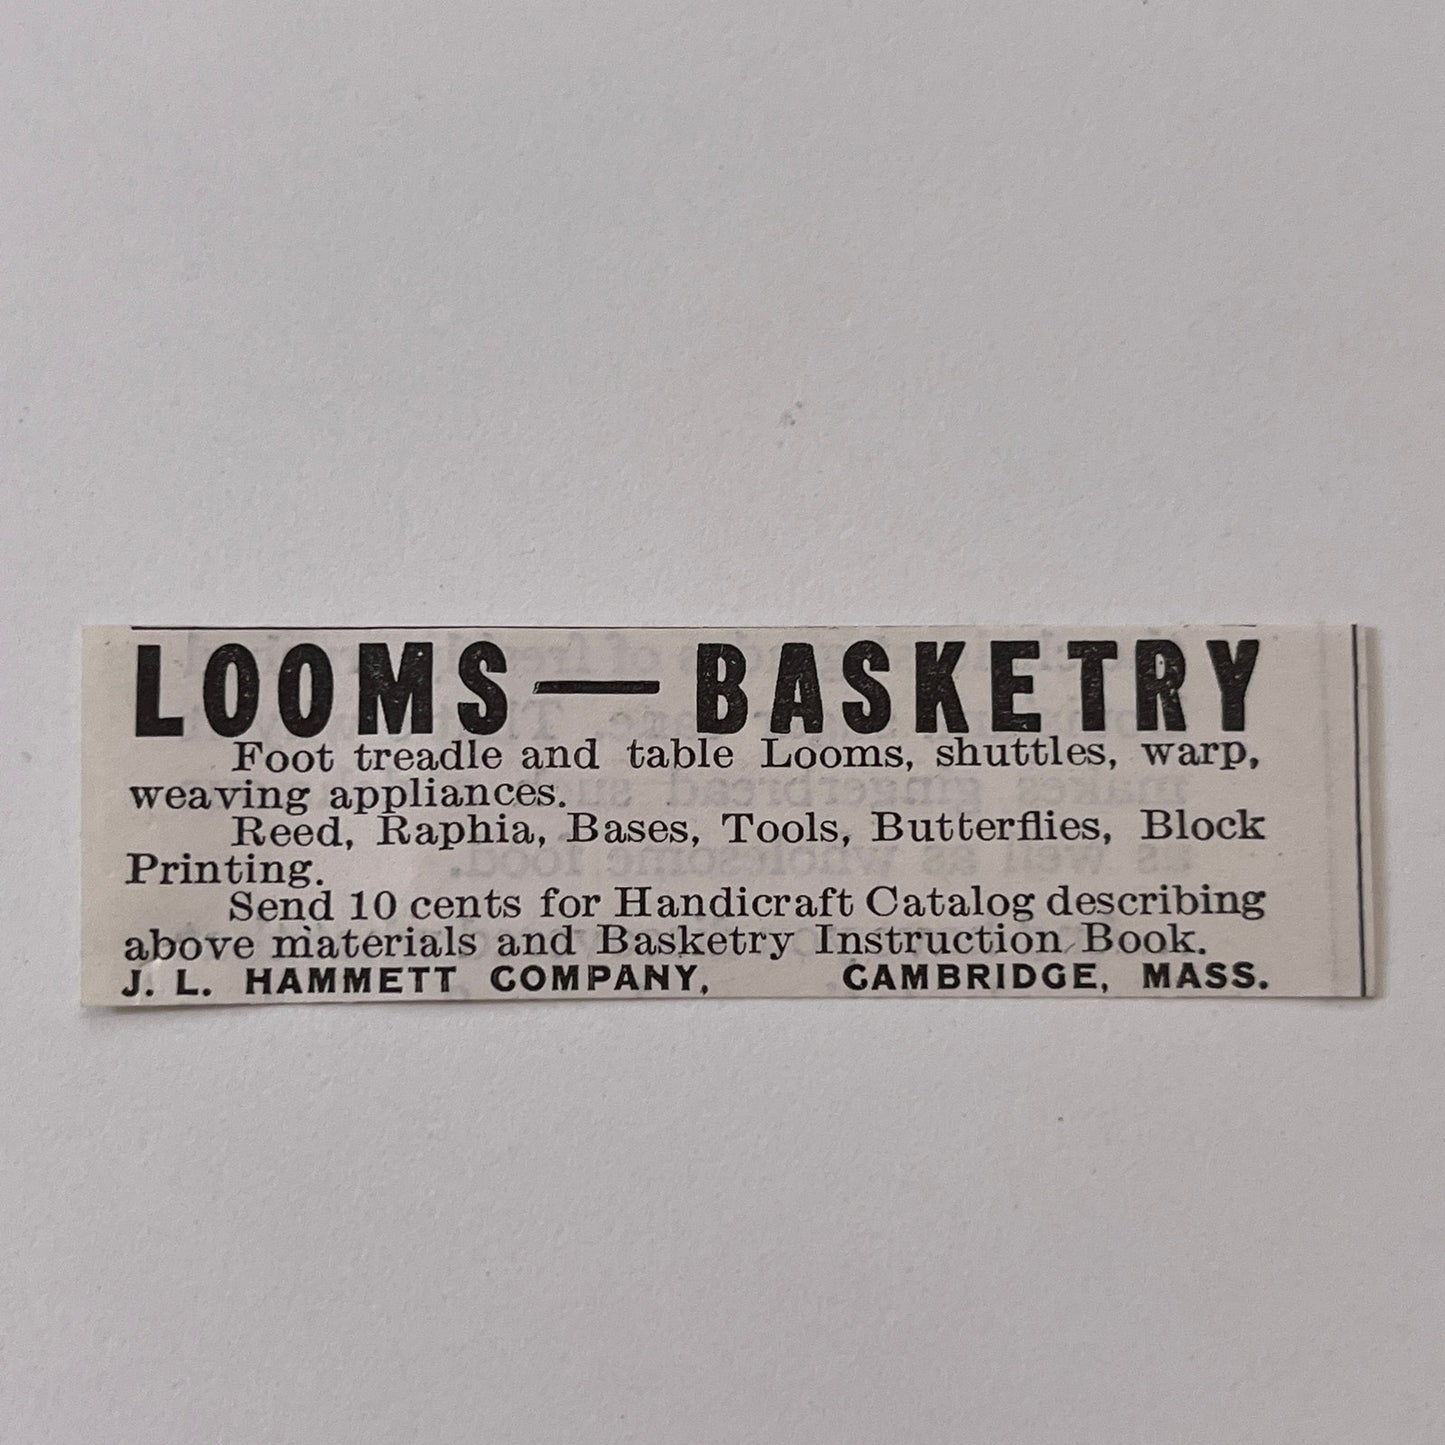 LOOMS — BASKETRY
Foot treadle and table Looms, shuttles, warp,
weaving appliances.
Reed, Raphia, Bases, Tools, Butterflies, Block
Printing.
Send 10 cents for Handicraft Catalog describing
above materials and Basketry Instruction Book.
J. L. HAMMETT COMPANY, CAMBRIDGE, MASS.